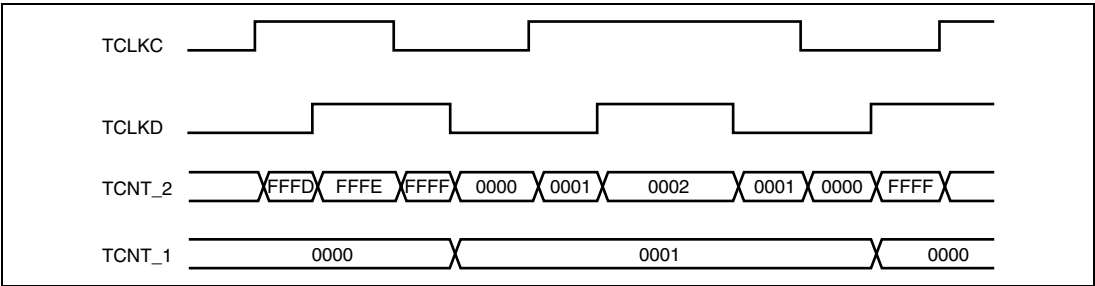 TCLKC
TCLKD
TCNT_2 FFFD FFFE FFFF 0000 0001 0002 0001 0000 FFFF
TCNT_1 0000 0001 0000